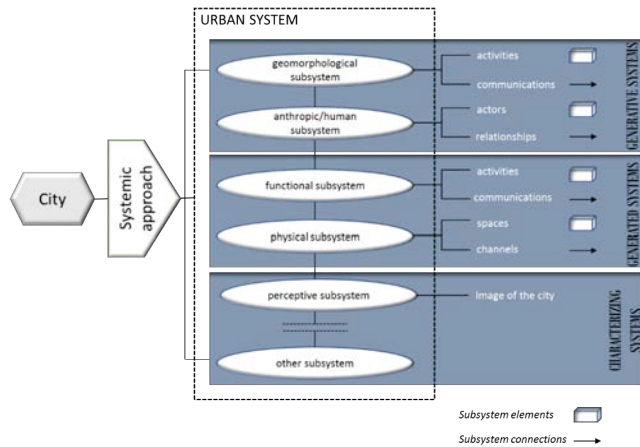 URBAN SYSTEM
City
Systemic
approach
geomorphological
subsystem
activities
communications
anthropic/human
subsystem
actors
relationships
GENERATIVE SYSTEMS
functional subsystem
activities
communications
physical subsystem
spaces
channels
GENERATED SYSTEMS
perceptive subsystem
Image of the city
other subsystem
CHARACTERIZING
SYSTEMS
Subsystem elements
Subsystem connections